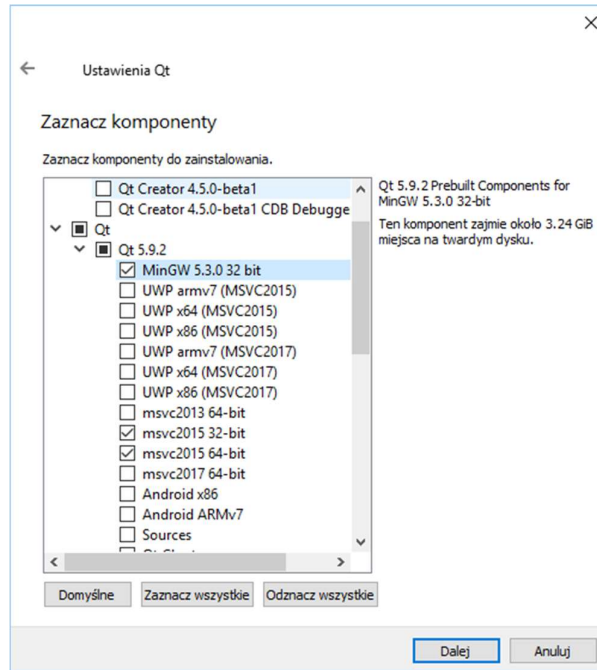 Ustawienia Qt
Zaznacz komponenty
Zaznacz komponenty do zainstalowania.
Qt Creator 4.5.0-beta1
Qt Creator 4.5.0-beta1 CDB Debugge
Qt
Qt 5.9.2
MinGW 5.3.0 32 bit
UWP armv7 (MSVC2015)
UWP x64 (MSVC2015)
UWP x86 (MSVC2015)
UWP armv7 (MSVC2017)
UWP x64 (MSVC2017)
UWP x86 (MSVC2017)
msvc2013 64-bit
msvc2015 32-bit
msvc2015 64-bit
msvc2017 64-bit
Android x86
Android ARMv7
Sources
Qt 5.9.2 Prebuilt Components for
MinGW 5.3.0 32-bit
Ten komponent zajmie około 3.24 GiB
miejsca na twardym dysku.
Domyślne Zaznacz wszystkie Odznacz wszystkie
Dalej Anuluj